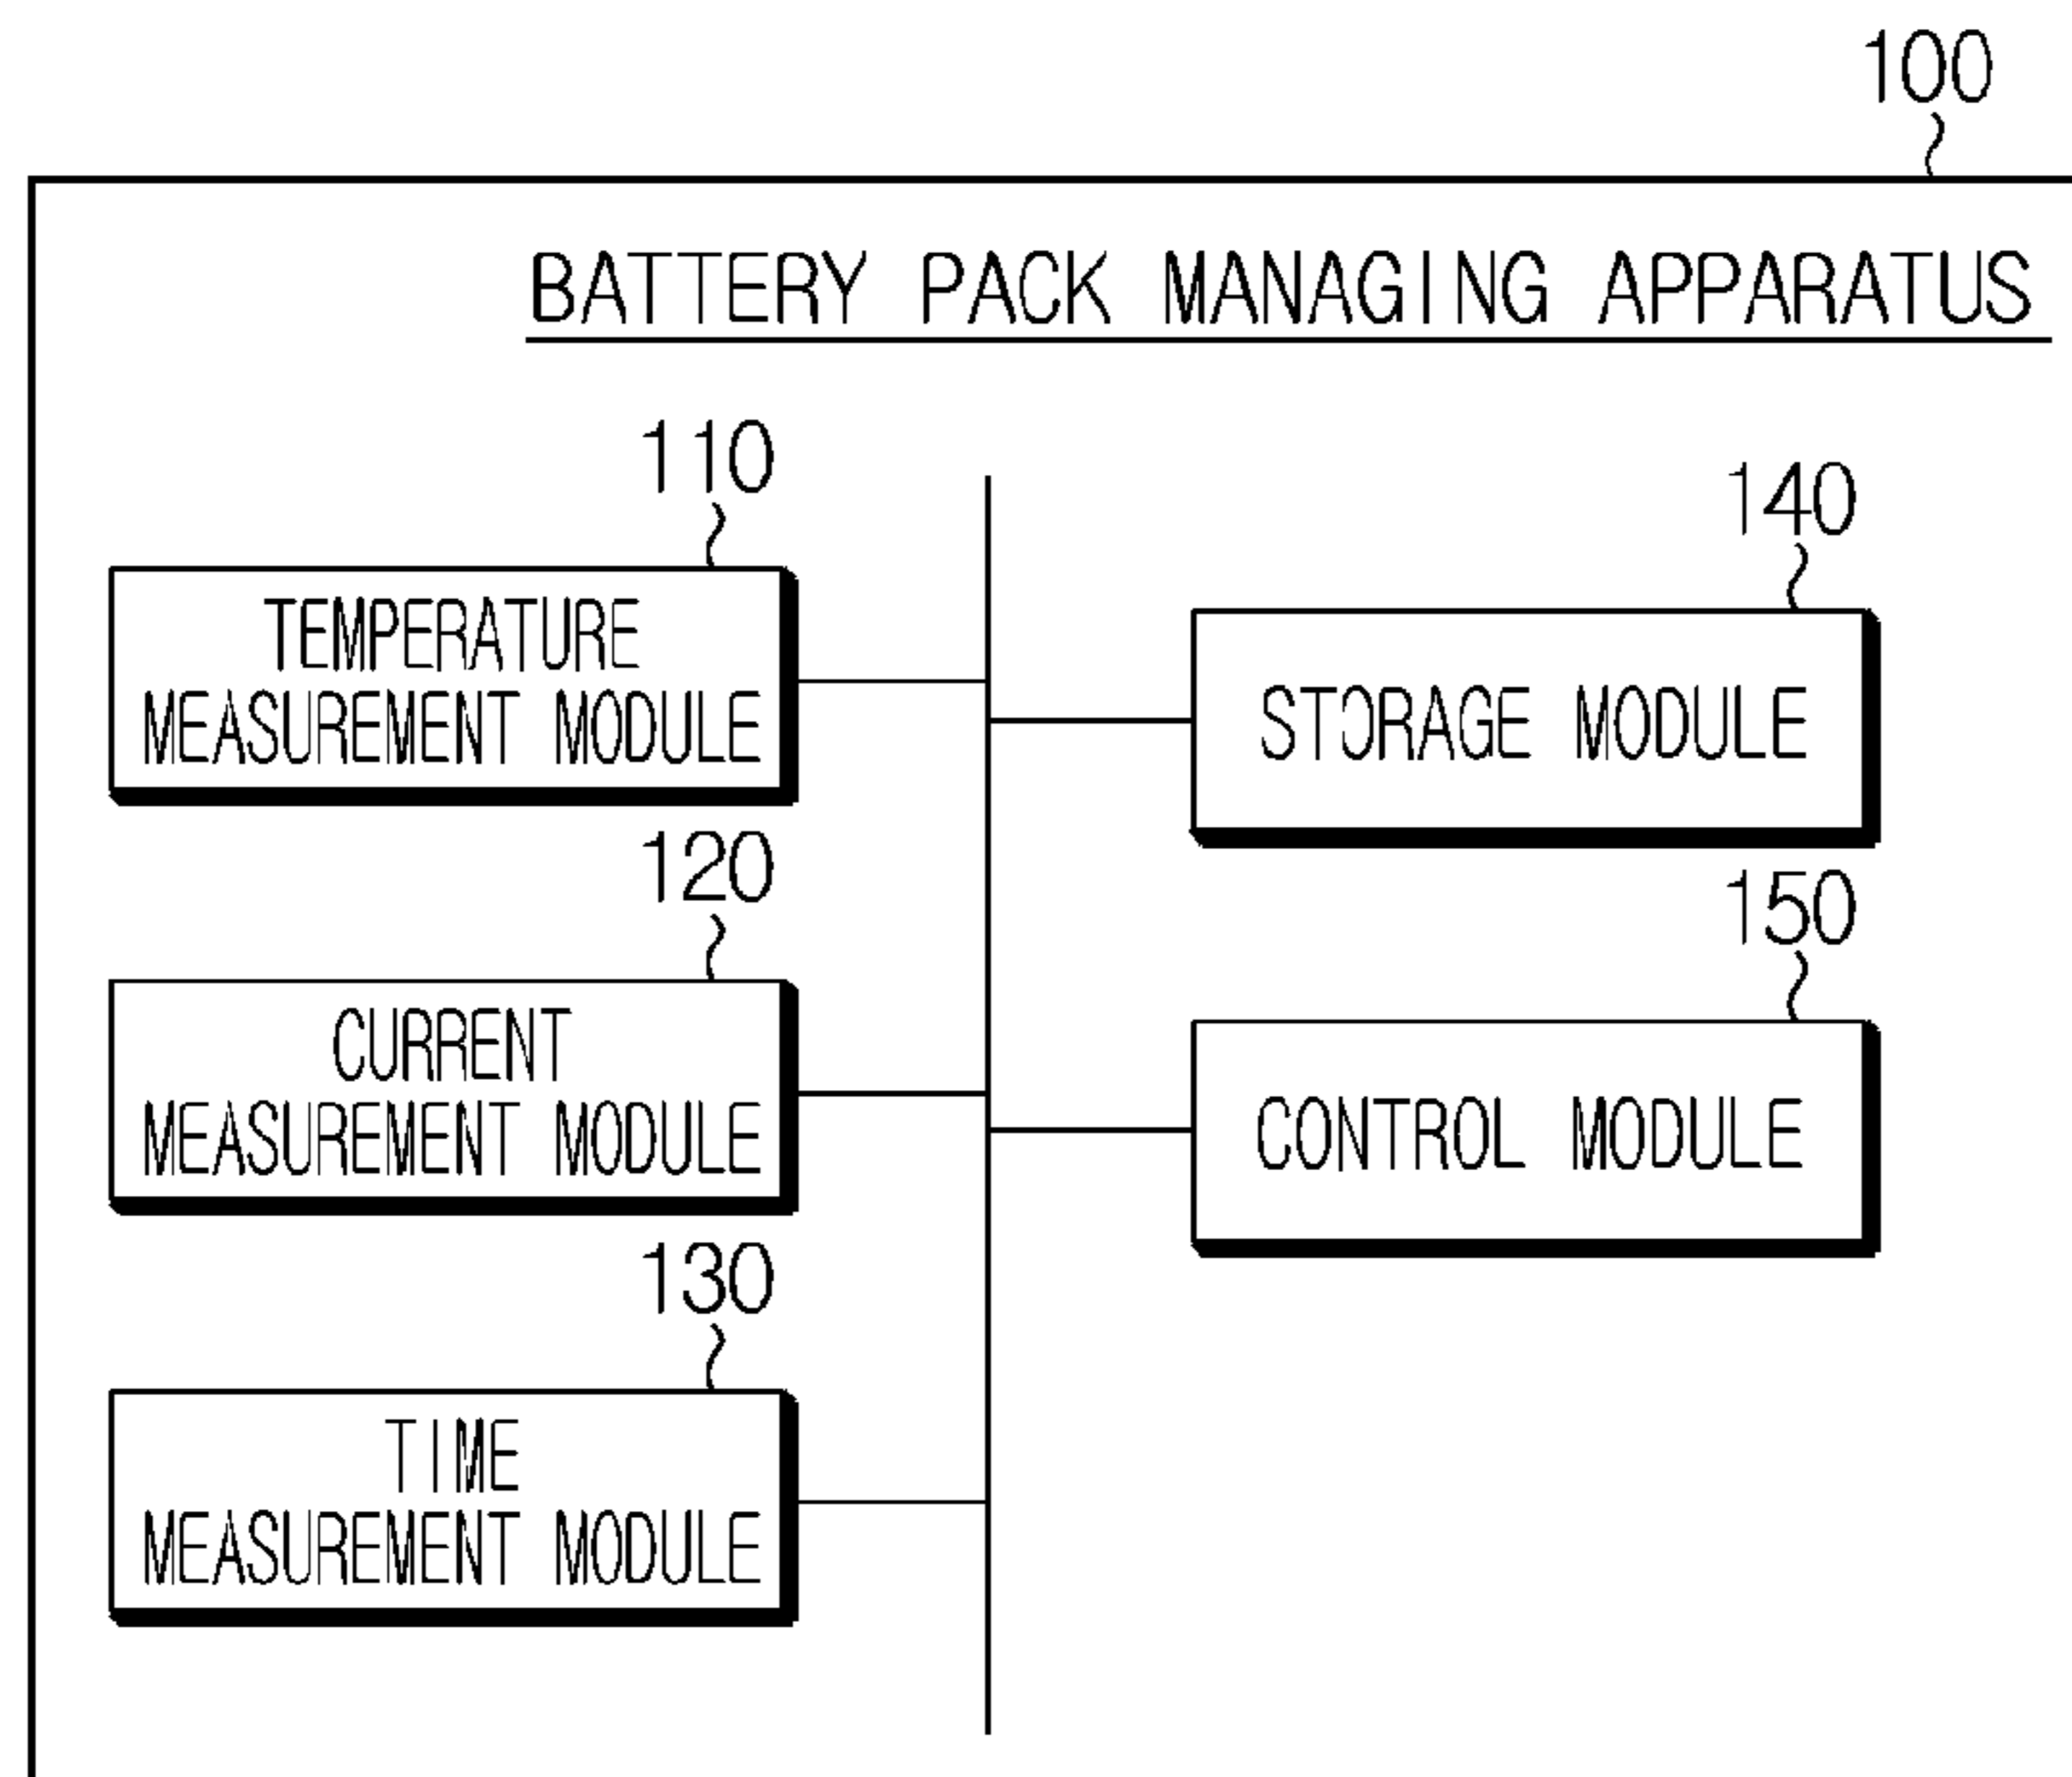 100
BATTERY PACK MANAGING APPARATUS
110
TEMPERATURE
MEASUREMENT MODULE
120
CURRENT
MEASUREMENT MODULE
130
TIME
MEASUREMENT MODULE
140
STORAGE MODULE
150
CONTROL MODULE